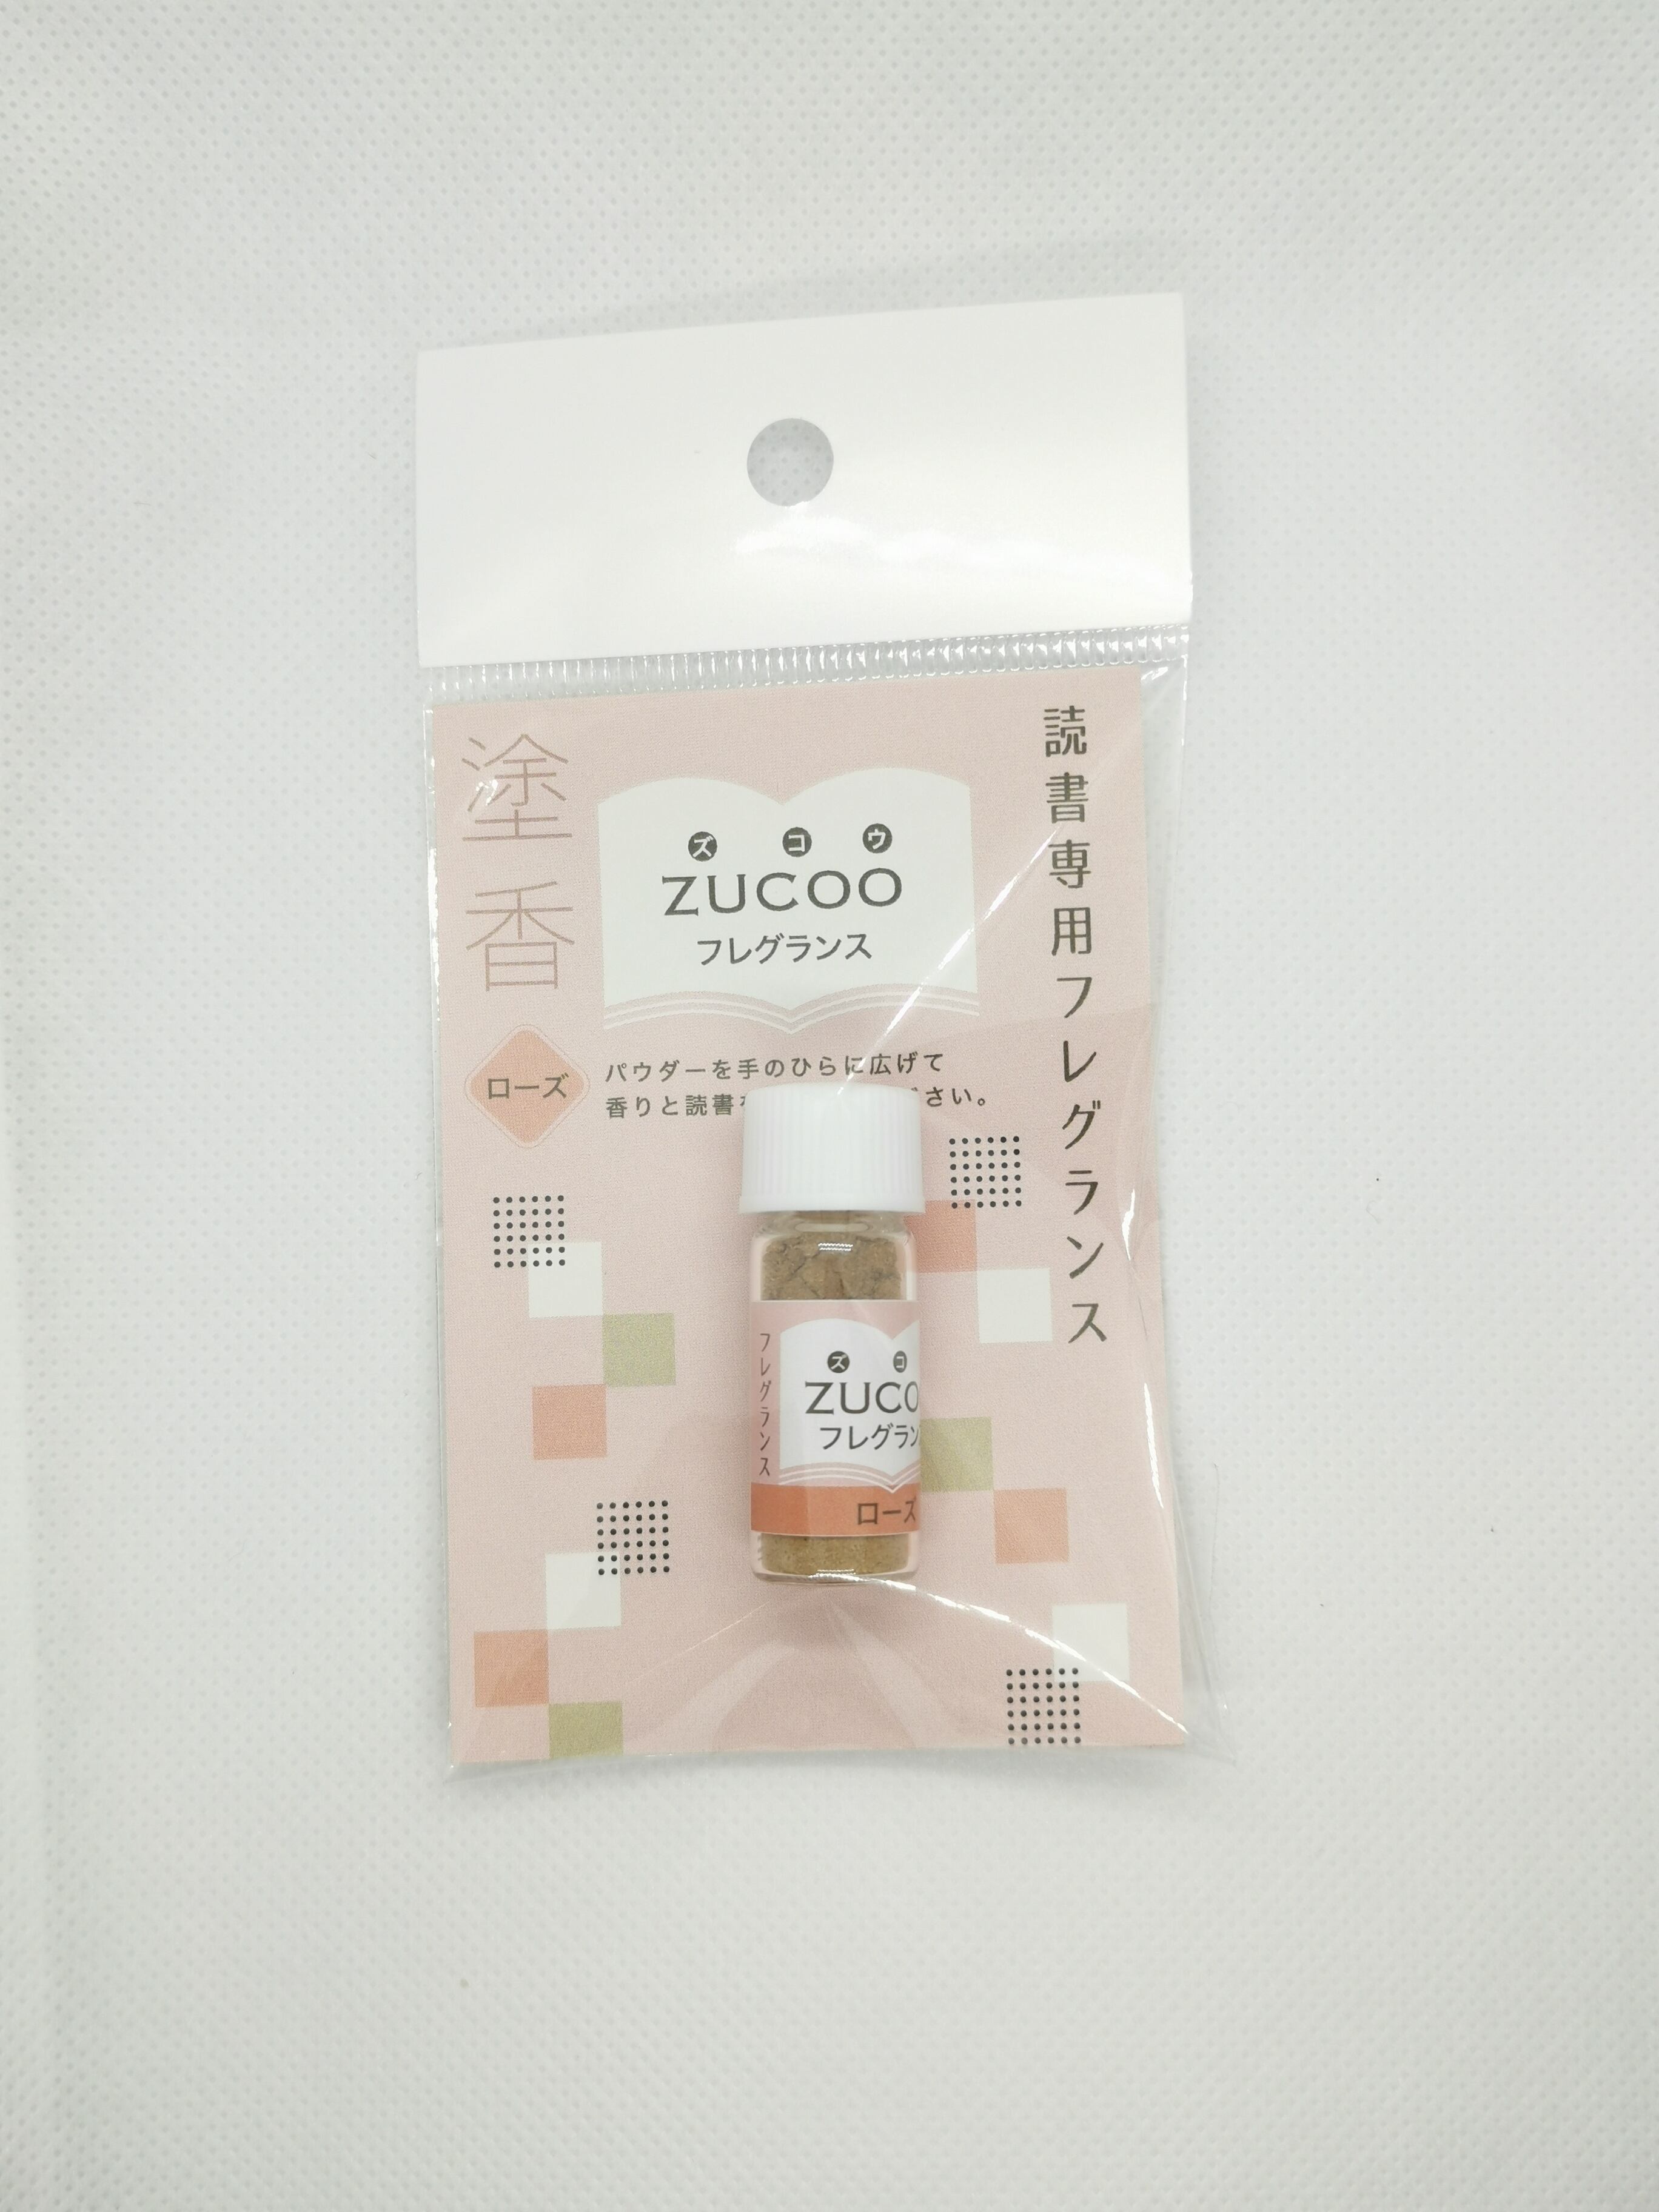 読書専用フレグランス
塗香
ズコウ
ZUCOO
フレグランス
ローズ
パウダーを手のひらに広げて
香りと読書 さい。
フレグランス
ズコ
ZUCO
フレグラン
ローズ